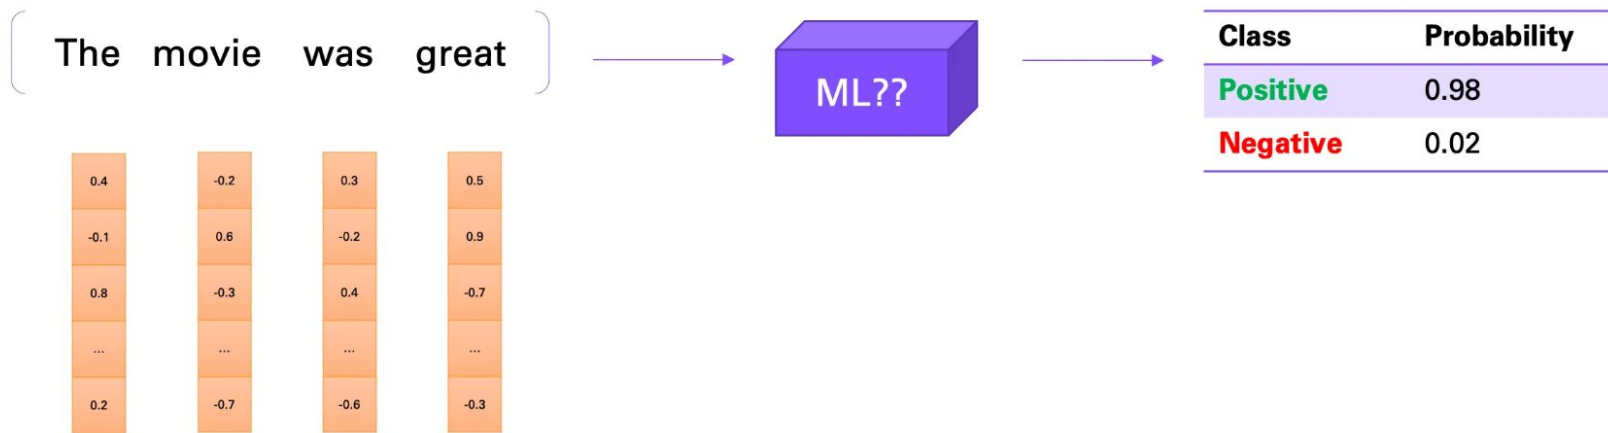 The movie was great
ML??
Class Probability
Positive 0.98
Negative 0.02
0.4 -0.2 0.3 0.5
-0.1 0.6 -0.2 0.9
0.8 -0.3 0.4 -0.7
... ... ... ...
0.2 -0.7 -0.6 -0.3